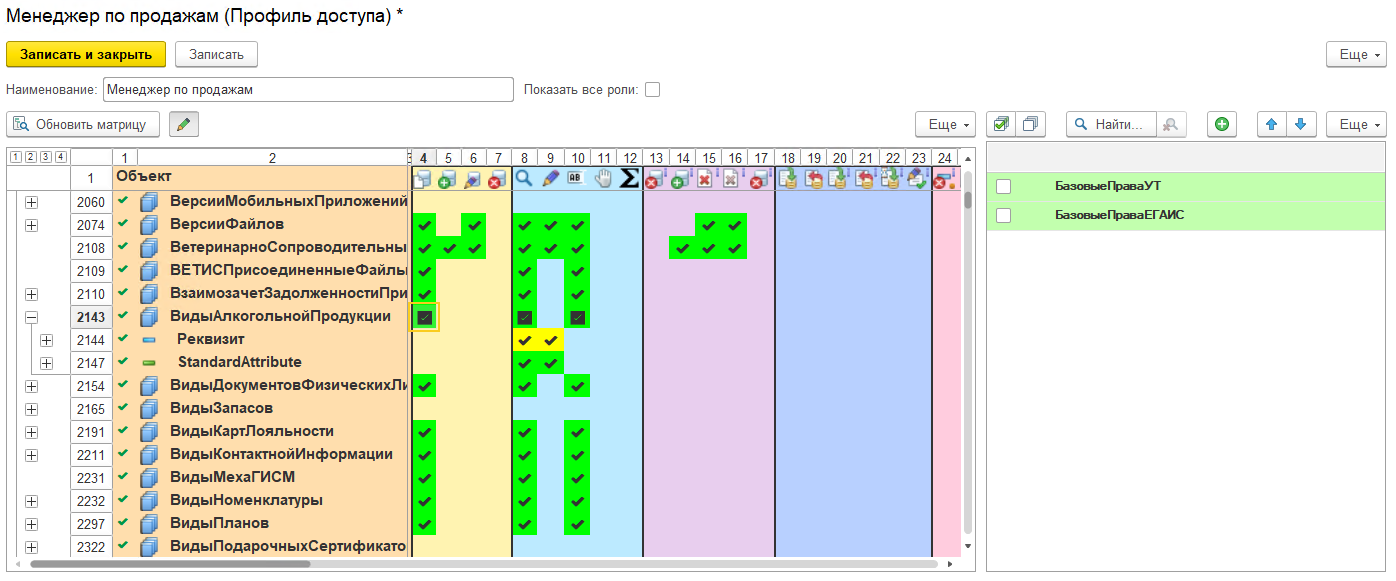 Менеджер по продажам (Профиль доступа) *
Записать и закрыть Записать Еще
Наименование: Менеджер по продажам Показать все роли:
Обновить матрицу Еще Найти... Еще
1 2 3 4 1 2 3 4 5 6 7 8 9 10 11 12 13 14 15 16 17 18 19 20 21 22 23 24
1 Объект AB Σ
2060 ВерсииМобильныхПриложений
2074 ВерсииФайлов
2108 ВетеринарноСопроводительны
2109 ВЕТИСПрисоединенныеФайлы
2110 ВзаимозачетЗадолженностиПри
2143 ВидыАлкогольнойПродукции
2144 Реквизит
2147 StandardAttribute
2154 ВидыДокументовФизическихЛи
2165 ВидыЗапасов
2191 ВидыКартЛояльности
2211 ВидыКонтактнойИнформации
2231 ВидыМехаГИСМ
2232 ВидыНоменклатуры
2297 ВидыПланов
2322 ВидыПодарочныхСертификато
БазовыеПраваУТ
БазовыеПраваЕГАИС